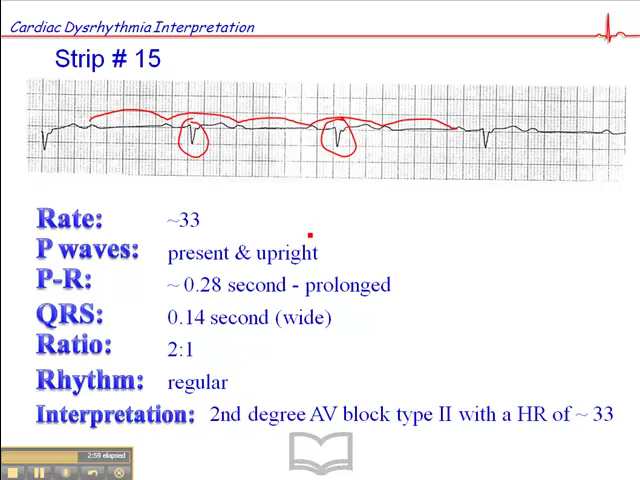 Cardiac Dysrhythmia Interpretation
Strip # 15
Rate: ~33
P waves: present & upright
P-R: ~ 0.28 second - prolonged
QRS: 0.14 second (wide)
Ratio: 2:1
Rhythm: regular
Interpretation: 2nd degree AV block type II with a HR of ~ 33
2:59 elapsed